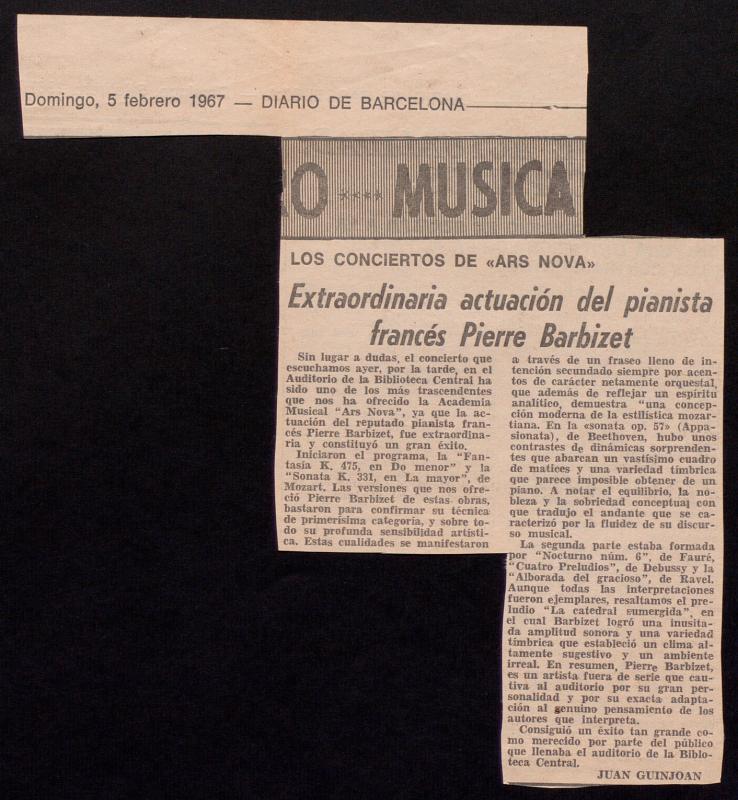 Domingo, 5 febrero 1967 — DIARIO DE BARCELONA
RO **** MUSICA
LOS CONCIERTOS DE «ARS NOVA»
Extraordinaria actuación del pianista
francés Pierre Barbizet
Sin lugar a dudas, el concierto que
escuchamos ayer, por la tarde, en el
Auditorio de la Biblioteca Central ha
sido uno de los más trascendentes
que nos ha ofrecido la Academia
Musical "Ars Nova", ya que la ac-
tuación del reputado pianista fran-
cés Pierre Barbizet, fue extraordina-
ria y constituyó un gran éxito.
Iniciaron el programa, la "Fan-
tasía K. 475, en Do menor" y la
"Sonata K. 331, en La mayor", de
Mozart. Las versiones que nos ofre-
ció Pierre Barbizet de estas obras,
bastaron para confirmar su técnica
de primerísima categoría, y sobre to-
do su profunda sensibilidad artísti-
ca. Estas cualidades se manifestaron
a través de un fraseo lleno de in-
tención secundado siempre por acen-
tos de carácter netamente orquestal,
que además de reflejar un espíritu
analítico, demuestra "una concep-
ción moderna de la estilística mozar-
tiana. En la «sonata op. 57» (Appa-
sionata), de Beethoven, hubo unos
contrastes de dinámicas sorprenden-
tes que abarcan un vastísimo cuadro
de matices y una variedad tímbrica
que parece imposible obtener de un
piano. A notar el equilibrio, la no-
bleza y la sobriedad conceptual con
que tradujo el andante que se ca-
racterizó por la fluidez de su discur-
so musical.
La segunda parte estaba formada
por "Nocturno núm. 6", de Fauré,
"Cuatro Preludios", de Debussy y la
"Alborada del gracioso", de Ravel.
Aunque todas las interpretaciones
fueron ejemplares, resaltamos el pre-
ludio "La catedral sumergida", en
el cual Barbizet logró una inusita-
da amplitud sonora y una variedad
tímbrica que estableció un clima al-
tamente sugestivo y un ambiente
irreal. En resumen, Pierre Barbizet,
es un artista fuera de serie que cau-
tiva al auditorio por su gran per-
sonalidad y por su exacta adapta-
ción al genuino pensamiento de los
autores que interpreta.
Consiguió un éxito tan grande co-
mo merecido por parte del público
que llenaba el auditorio de la Biblio-
teca Central.
JUAN GUINJOAN